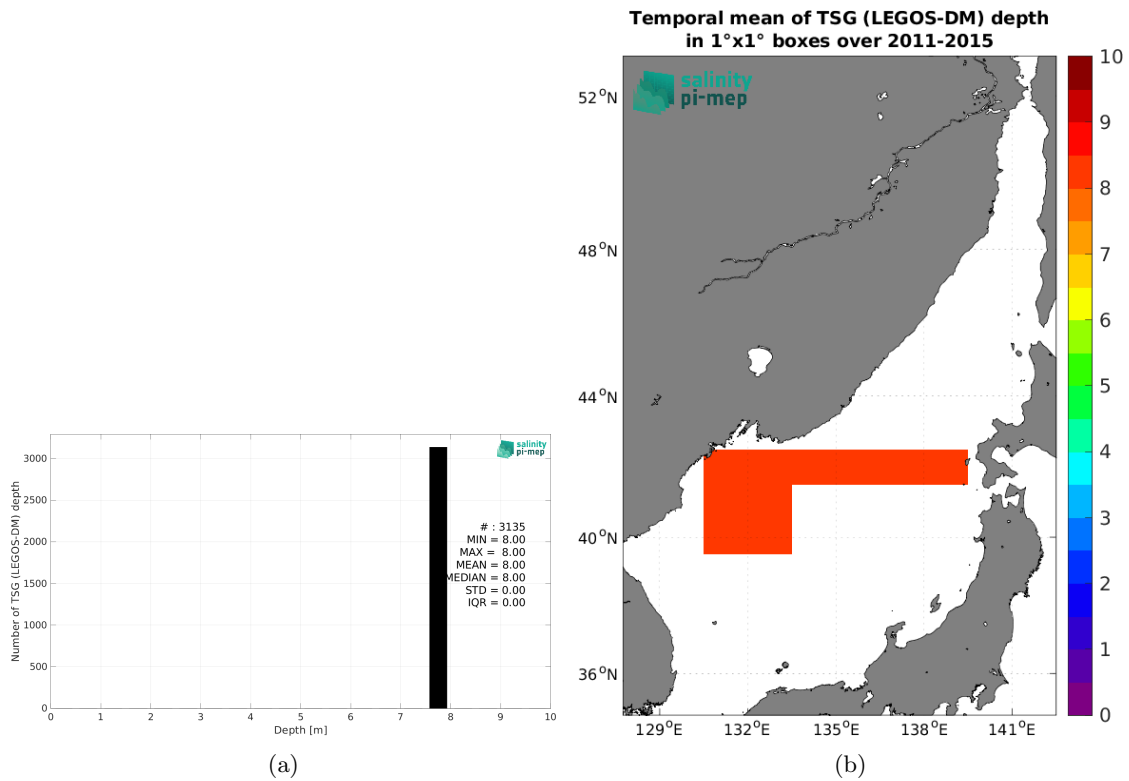 salinity
pi-mep
Number of TSG (LEGOS-DM) depth
3000
2500
2000
1500
1000
500
0
# : 3135
MIN = 8.00
MAX = 8.00
MEAN = 8.00
MEDIAN = 8.00
STD = 0.00
IQR = 0.00
0 1 2 3 4 5 6 7 8 9 10
Depth [m]
(a)
Temporal mean of TSG (LEGOS-DM) depth
in 1°x1° boxes over 2011-2015
salinity
pi-mep
52°N
48°N
44°N
40°N
36°N
129°E 132°E 135°E 138°E 141°E
10
9
8
7
6
5
4
3
2
1
0
(b)